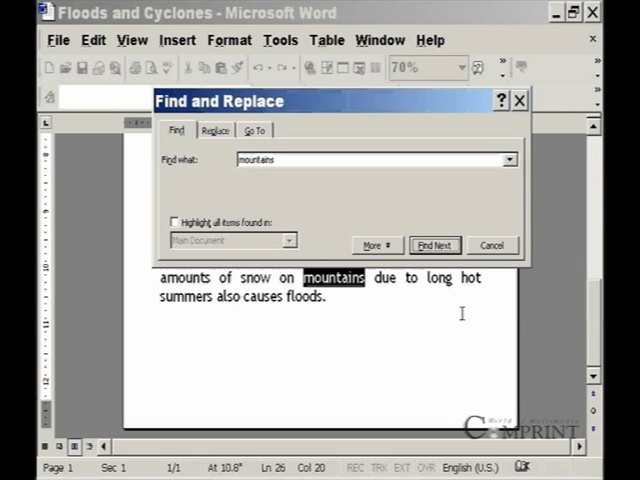 Floods and Cyclones - Microsoft Word
File Edit View Insert Format Tools Table Window Help
70%
Find and Replace
Find Replace Go To
Find what: mountains
Highlight all items found in:
Main Document
More Find Next Cancel
amounts of snow on mountains due to long hot
summers also causes floods.
World of multimedia
COMPRINT
Page 1 Sec 1 1/1 At 10.8" Ln 26 Col 20 REC TRK EXT OVR English (U.S.)